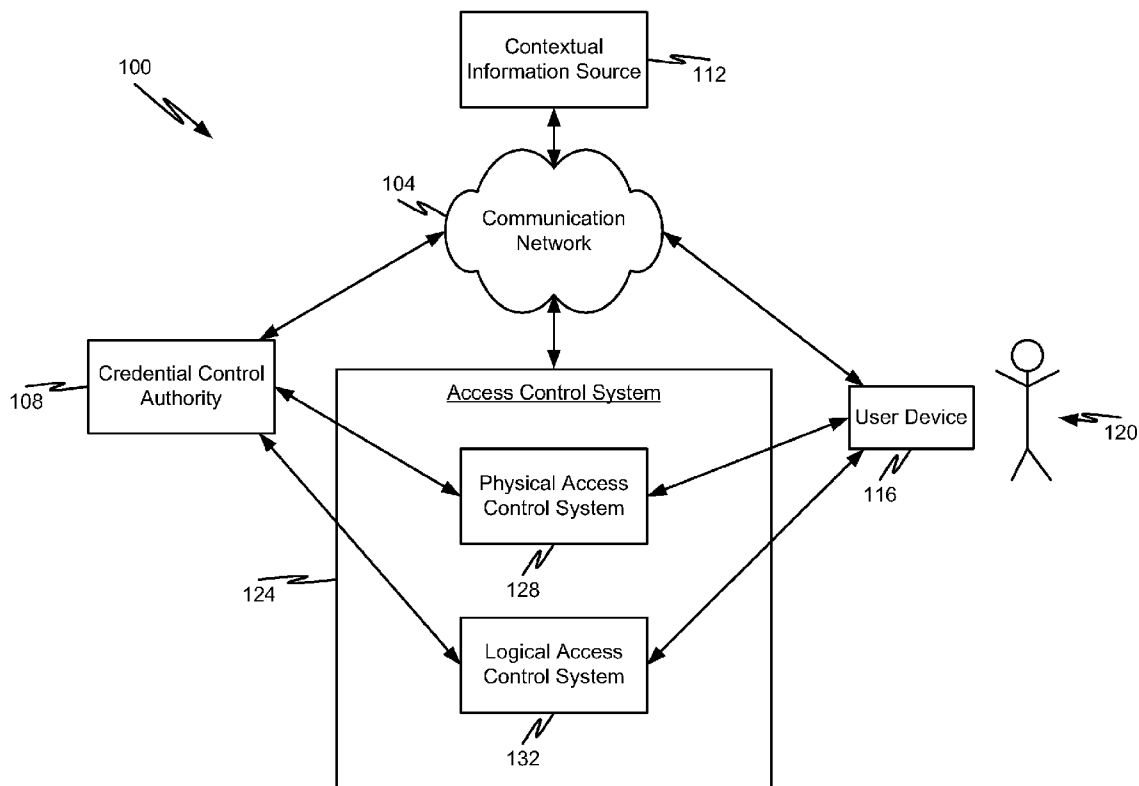 Contextual
Information Source
112
100
104
Communication
Network
Credential Control
Authority
108
Access Control System
User Device
116
120
Physical Access
Control System
128
124
Logical Access
Control System
132